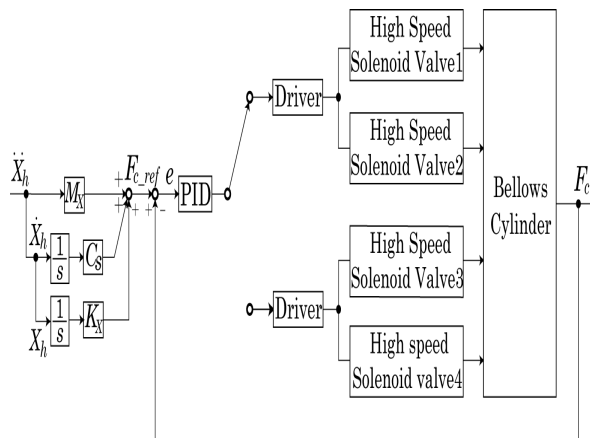 High Speed
Solenoid Valve1
Driver
High Speed
Solenoid Valve2
Ẍh
MX
+
+
+
Fc_ref
e
+
-
PID
Bellows
Cylinder
Fc
Ẋh
1
s
Cs
High Speed
Solenoid Valve3
Driver
Xh
1
s
KX
High speed
Solenoid valve4